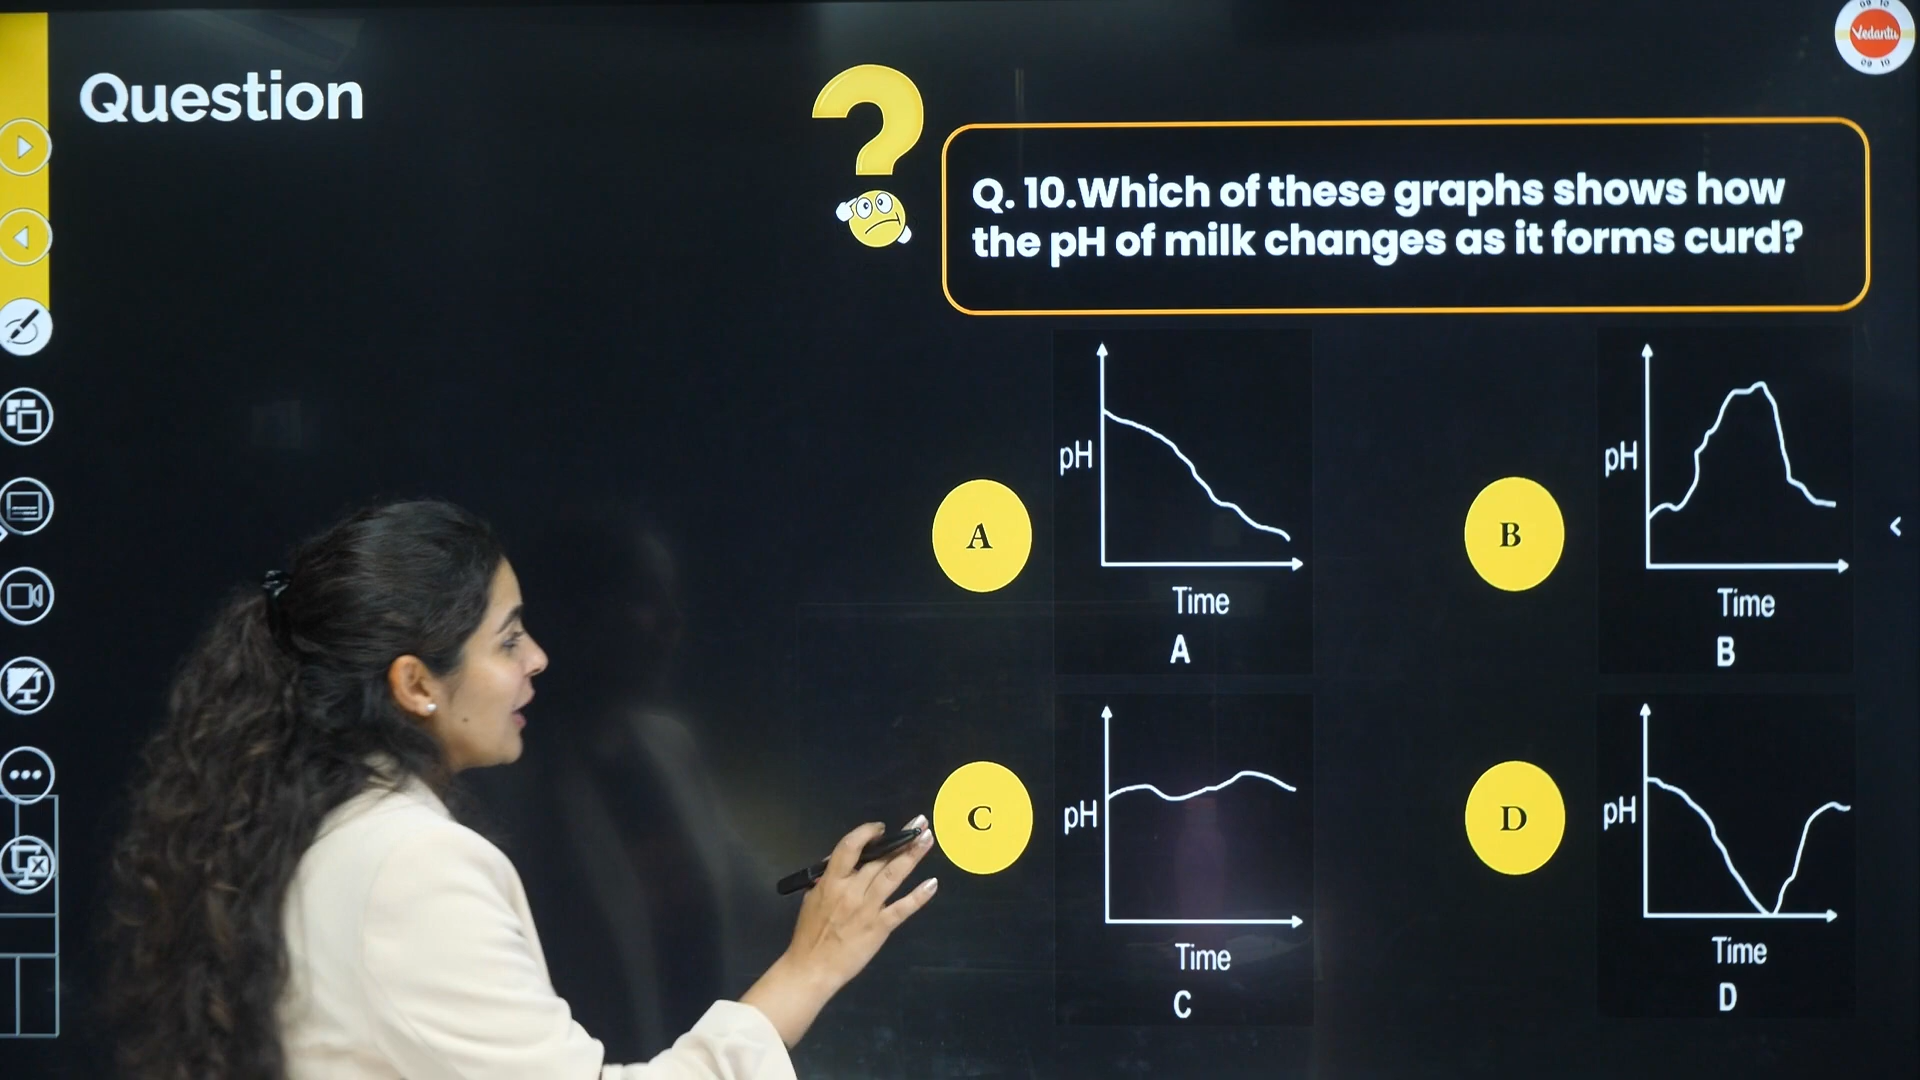 Question
Vedantu
Q. 10.Which of these graphs shows how
the pH of milk changes as it forms curd?
A
pH
Time
A
B
pH
Time
B
C
pH
Time
C
D
pH
Time
D